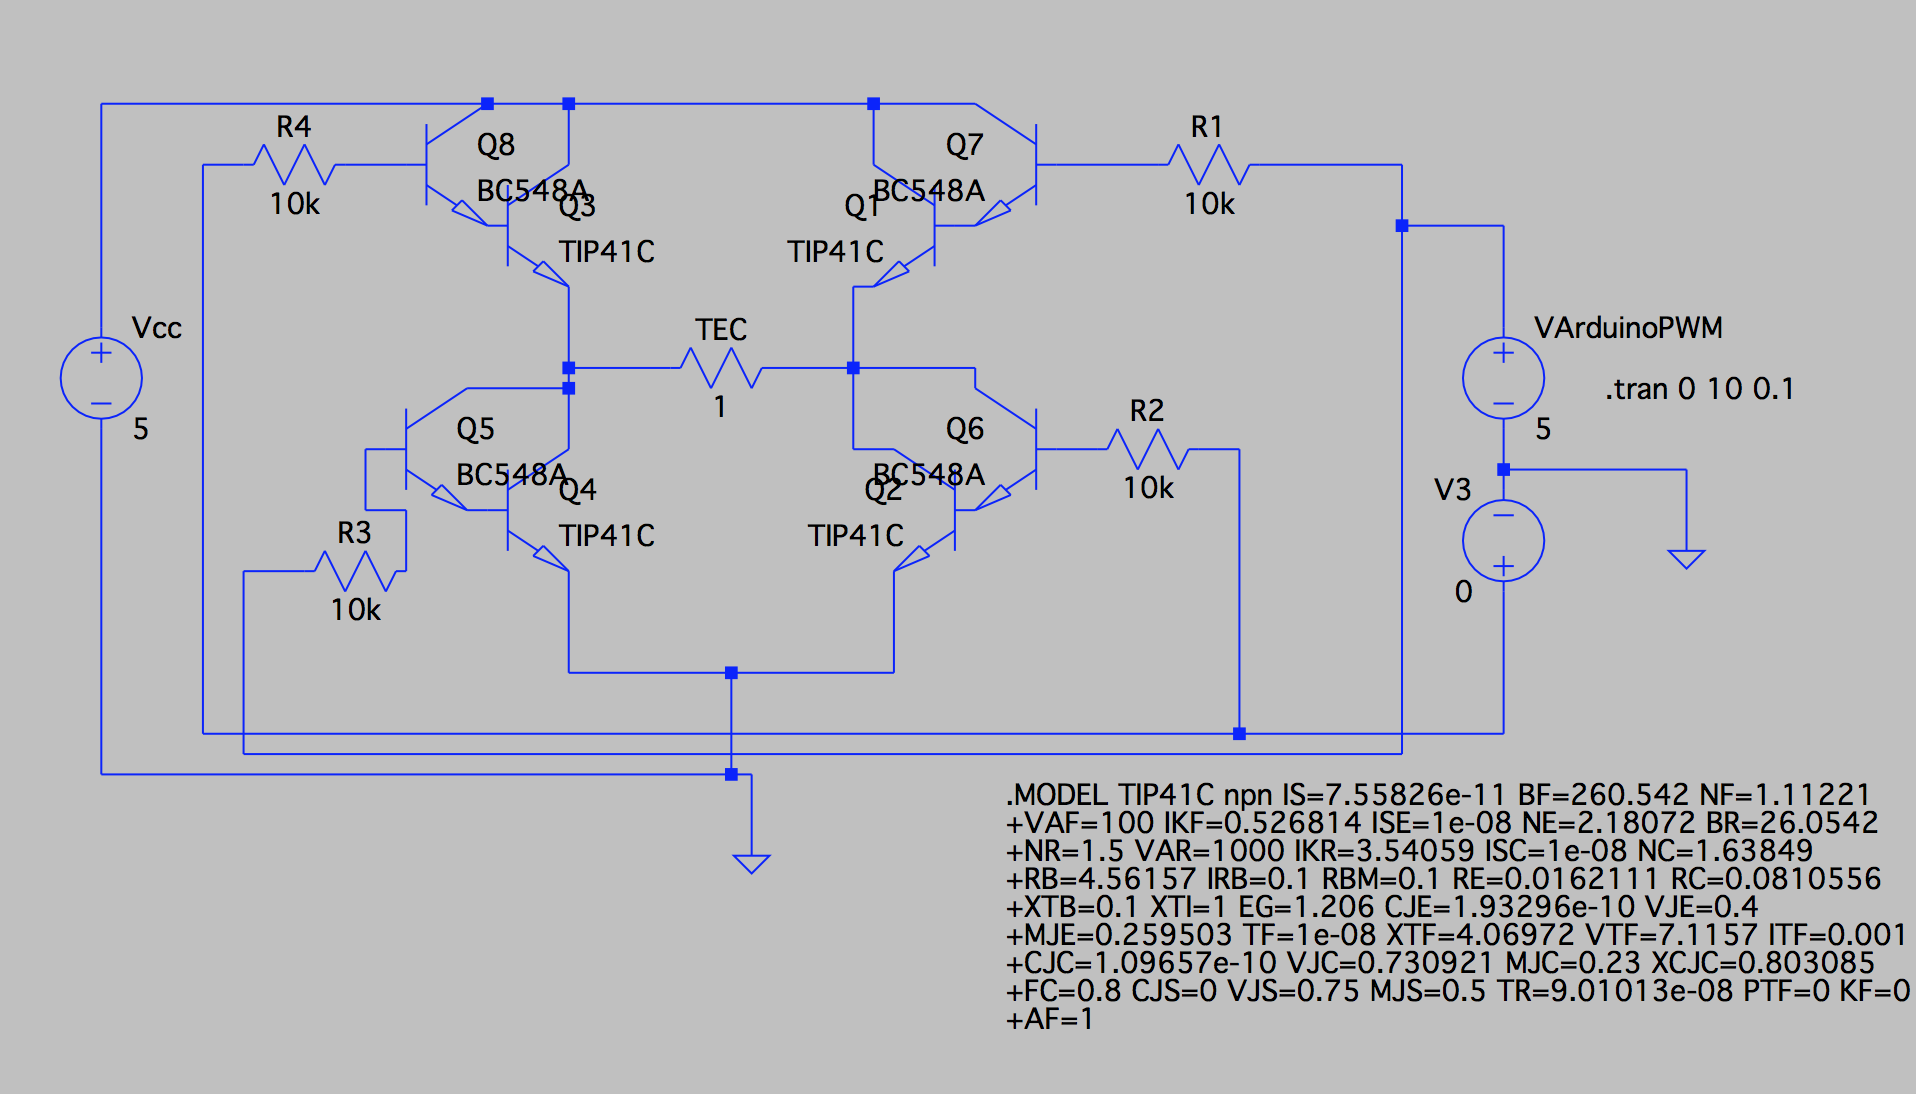 R4
10k
Q8
BC548A
Q3
TIP41C
Q7
BC548A
Q1
TIP41C
R1
10k
Vcc
5
TEC
1
VArduinoPWM
5
.tran 0 10 0.1
Q5
BC548A
Q4
TIP41C
Q6
BC548A
Q2
TIP41C
R2
10k
V3
0
R3
10k
.MODEL TIP41C npn IS=7.55826e-11 BF=260.542 NF=1.11221
+VAF=100 IKF=0.526814 ISE=1e-08 NE=2.18072 BR=26.0542
+NR=1.5 VAR=1000 IKR=3.54059 ISC=1e-08 NC=1.63849
+RB=4.56157 IRB=0.1 RBM=0.1 RE=0.0162111 RC=0.0810556
+XTB=0.1 XTI=1 EG=1.206 CJE=1.93296e-10 VJE=0.4
+MJE=0.259503 TF=1e-08 XTF=4.06972 VTF=7.1157 ITF=0.001
+CJC=1.09657e-10 VJC=0.730921 MJC=0.23 XCJC=0.803085
+FC=0.8 CJS=0 VJS=0.75 MJS=0.5 TR=9.01013e-08 PTF=0 KF=0
+AF=1